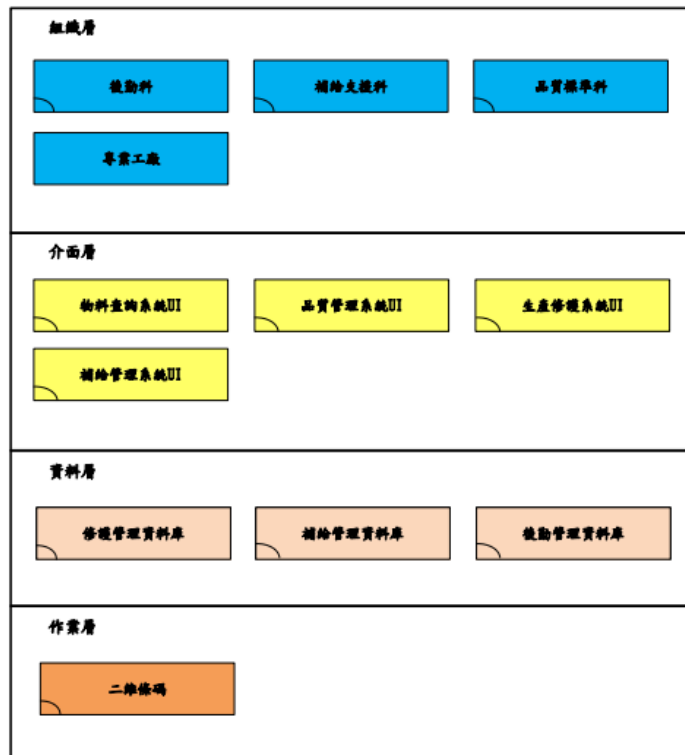 組織層
後勤科
補給支援科
品質標準科
專業工廠
介面層
物料查詢系統UI
品質管理系統UI
生產修護系統UI
補給管理系統UI
資料層
修護管理資料庫
補給管理資料庫
後勤管理資料庫
作業層
二維條碼